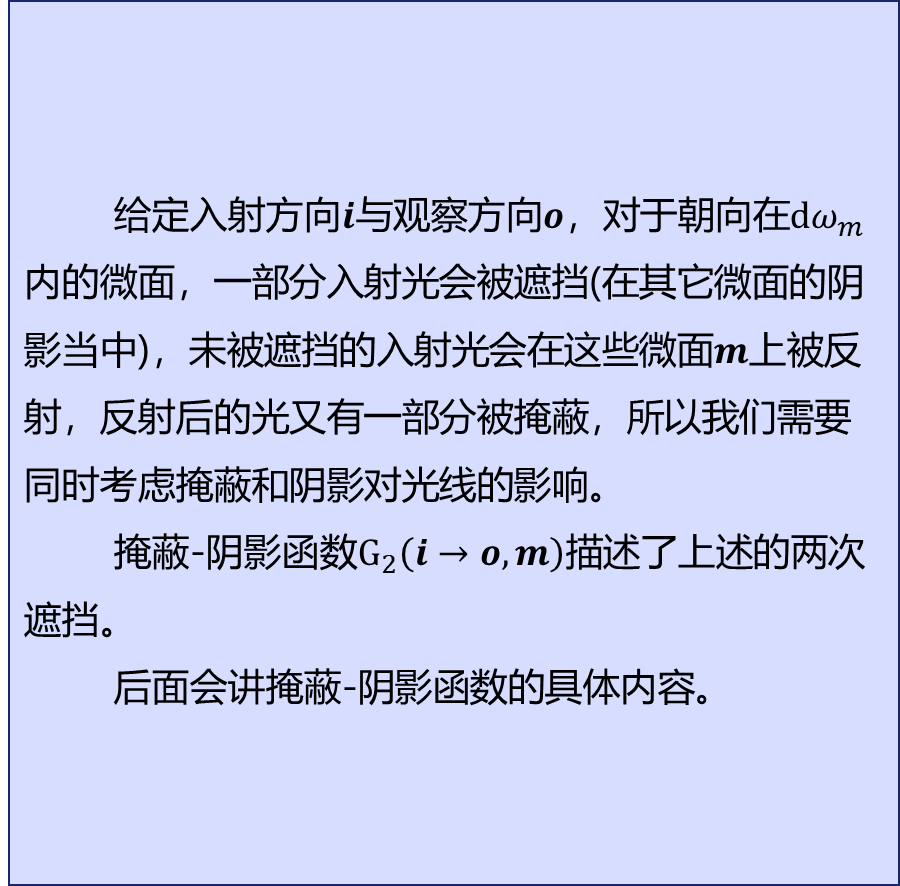 给定入射方向𝒊与观察方向𝒐，对于朝向在d𝜔ₘ
内的微面，一部分入射光会被遮挡(在其它微面的阴
影当中)，未被遮挡的入射光会在这些微面𝒎上被反
射，反射后的光又有一部分被掩蔽，所以我们需要
同时考虑掩蔽和阴影对光线的影响。
掩蔽-阴影函数G₂(𝒊 → 𝒐, 𝒎)描述了上述的两次
遮挡。
后面会讲掩蔽-阴影函数的具体内容。